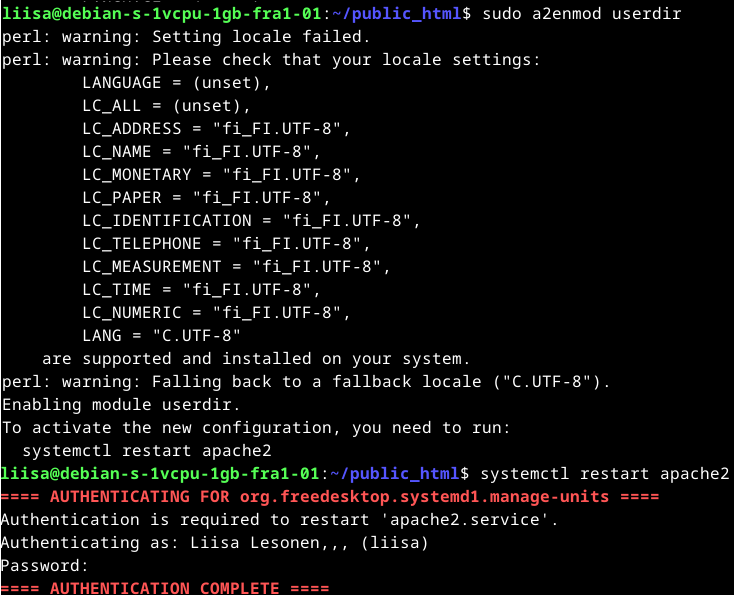 liisa@debian-s-1vcpu-1gb-fra1-01:~/public_html$ sudo a2enmod userdir
perl: warning: Setting locale failed.
perl: warning: Please check that your locale settings:
        LANGUAGE = (unset),
        LC_ALL = (unset),
        LC_ADDRESS = "fi_FI.UTF-8",
        LC_NAME = "fi_FI.UTF-8",
        LC_MONETARY = "fi_FI.UTF-8",
        LC_PAPER = "fi_FI.UTF-8",
        LC_IDENTIFICATION = "fi_FI.UTF-8",
        LC_TELEPHONE = "fi_FI.UTF-8",
        LC_MEASUREMENT = "fi_FI.UTF-8",
        LC_TIME = "fi_FI.UTF-8",
        LC_NUMERIC = "fi_FI.UTF-8",
        LANG = "C.UTF-8"
    are supported and installed on your system.
perl: warning: Falling back to a fallback locale ("C.UTF-8").
Enabling module userdir.
To activate the new configuration, you need to run:
  systemctl restart apache2
liisa@debian-s-1vcpu-1gb-fra1-01:~/public_html$ systemctl restart apache2
==== AUTHENTICATING FOR org.freedesktop.systemd1.manage-units ====
Authentication is required to restart 'apache2.service'.
Authenticating as: Liisa Lesonen,,, (liisa)
Password:
==== AUTHENTICATION COMPLETE ====